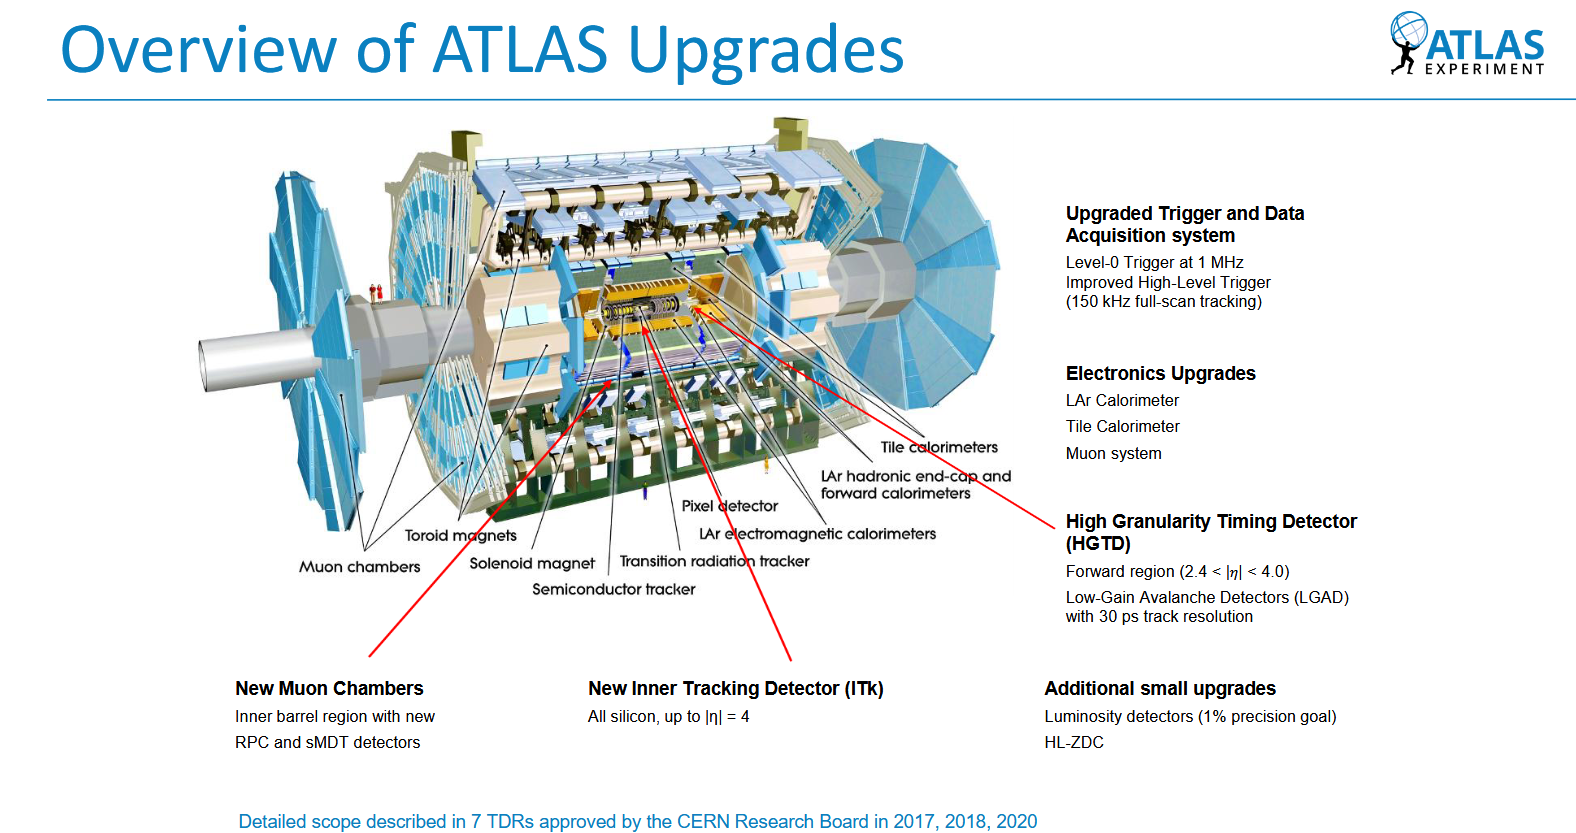 Overview of ATLAS Upgrades
ATLAS
EXPERIMENT
Upgraded Trigger and Data
Acquisition system
Level-0 Trigger at 1 MHz
Improved High-Level Trigger
(150 kHz full-scan tracking)
Electronics Upgrades
LAr Calorimeter
Tile Calorimeter
Muon system
High Granularity Timing Detector
(HGTD)
Forward region (2.4 < |η| < 4.0)
Low-Gain Avalanche Detectors (LGAD)
with 30 ps track resolution
Tile calorimeters
LAr hadronic end-cap and
forward calorimeters
Pixel detector
LAr electromagnetic calorimeters
Toroid magnets
Muon chambers
Solenoid magnet
Transition radiation tracker
Semiconductor tracker
New Muon Chambers
Inner barrel region with new
RPC and sMDT detectors
New Inner Tracking Detector (ITk)
All silicon, up to |η| = 4
Additional small upgrades
Luminosity detectors (1% precision goal)
HL-ZDC
Detailed scope described in 7 TDRs approved by the CERN Research Board in 2017, 2018, 2020